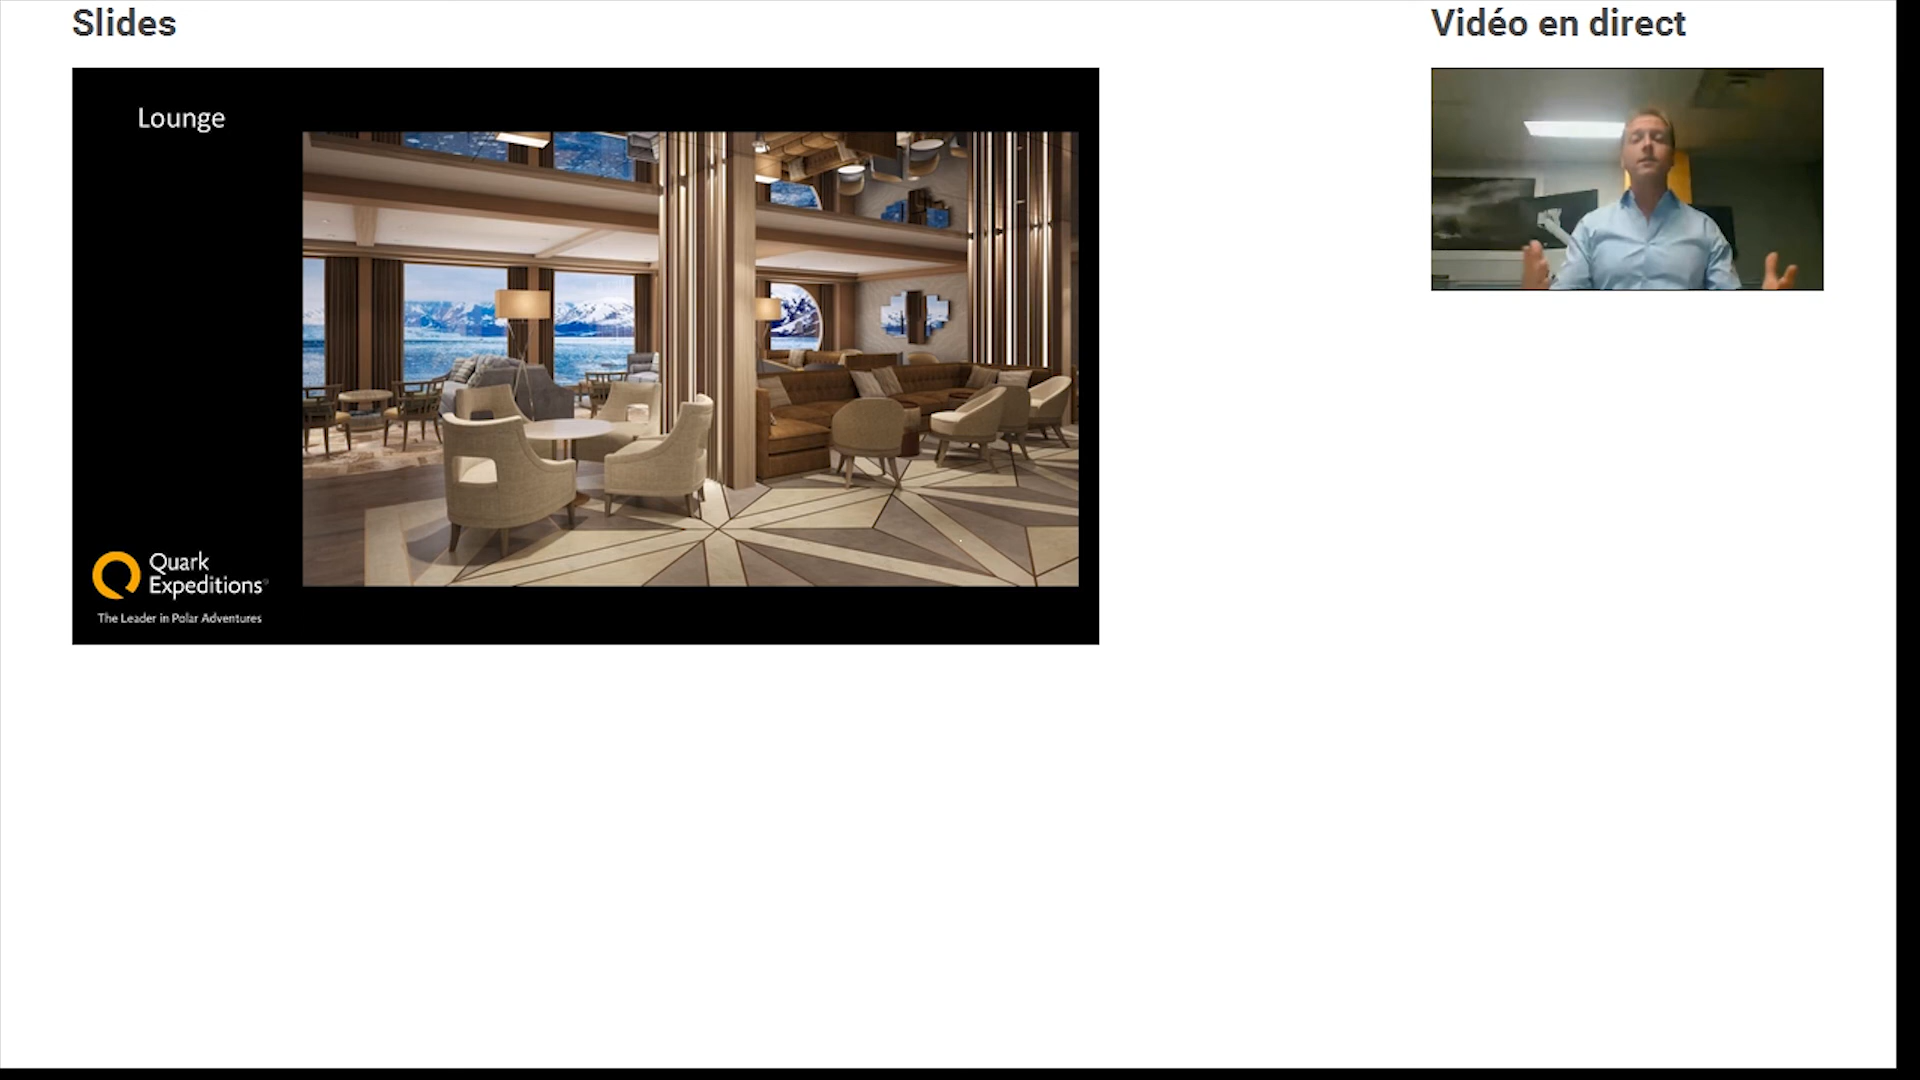 Slides
Vidéo en direct
Lounge
Quark
Expeditions®
The Leader in Polar Adventures